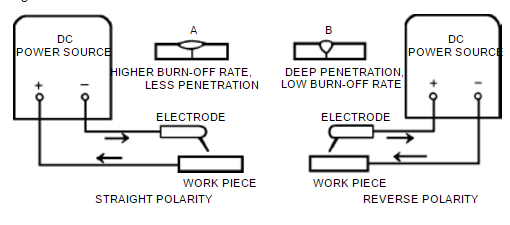 DC
POWER SOURCE
+ −
A
HIGHER BURN-OFF RATE,
LESS PENETRATION
ELECTRODE
WORK PIECE
STRAIGHT POLARITY
B
DEEP PENETRATION,
LOW BURN-OFF RATE
DC
POWER SOURCE
+ −
ELECTRODE
WORK PIECE
REVERSE POLARITY